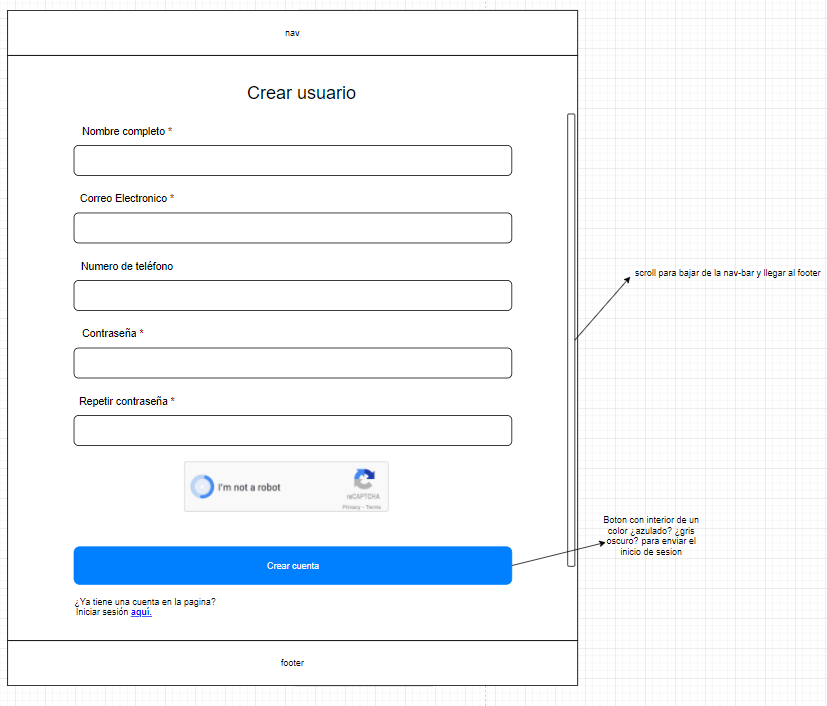 nav
Crear usuario
Nombre completo *
Correo Electronico *
Numero de teléfono
scroll para bajar de la nav-bar y llegar al footer
Contraseña *
Repetir contraseña *
I'm not a robot
reCAPTCHA
Privacy - Terms
Boton con interior de un
color ¿azulado? ¿gris
oscuro? para enviar el
inicio de sesion
Crear cuenta
¿Ya tiene una cuenta en la pagina?
Iniciar sesión aquí.
footer